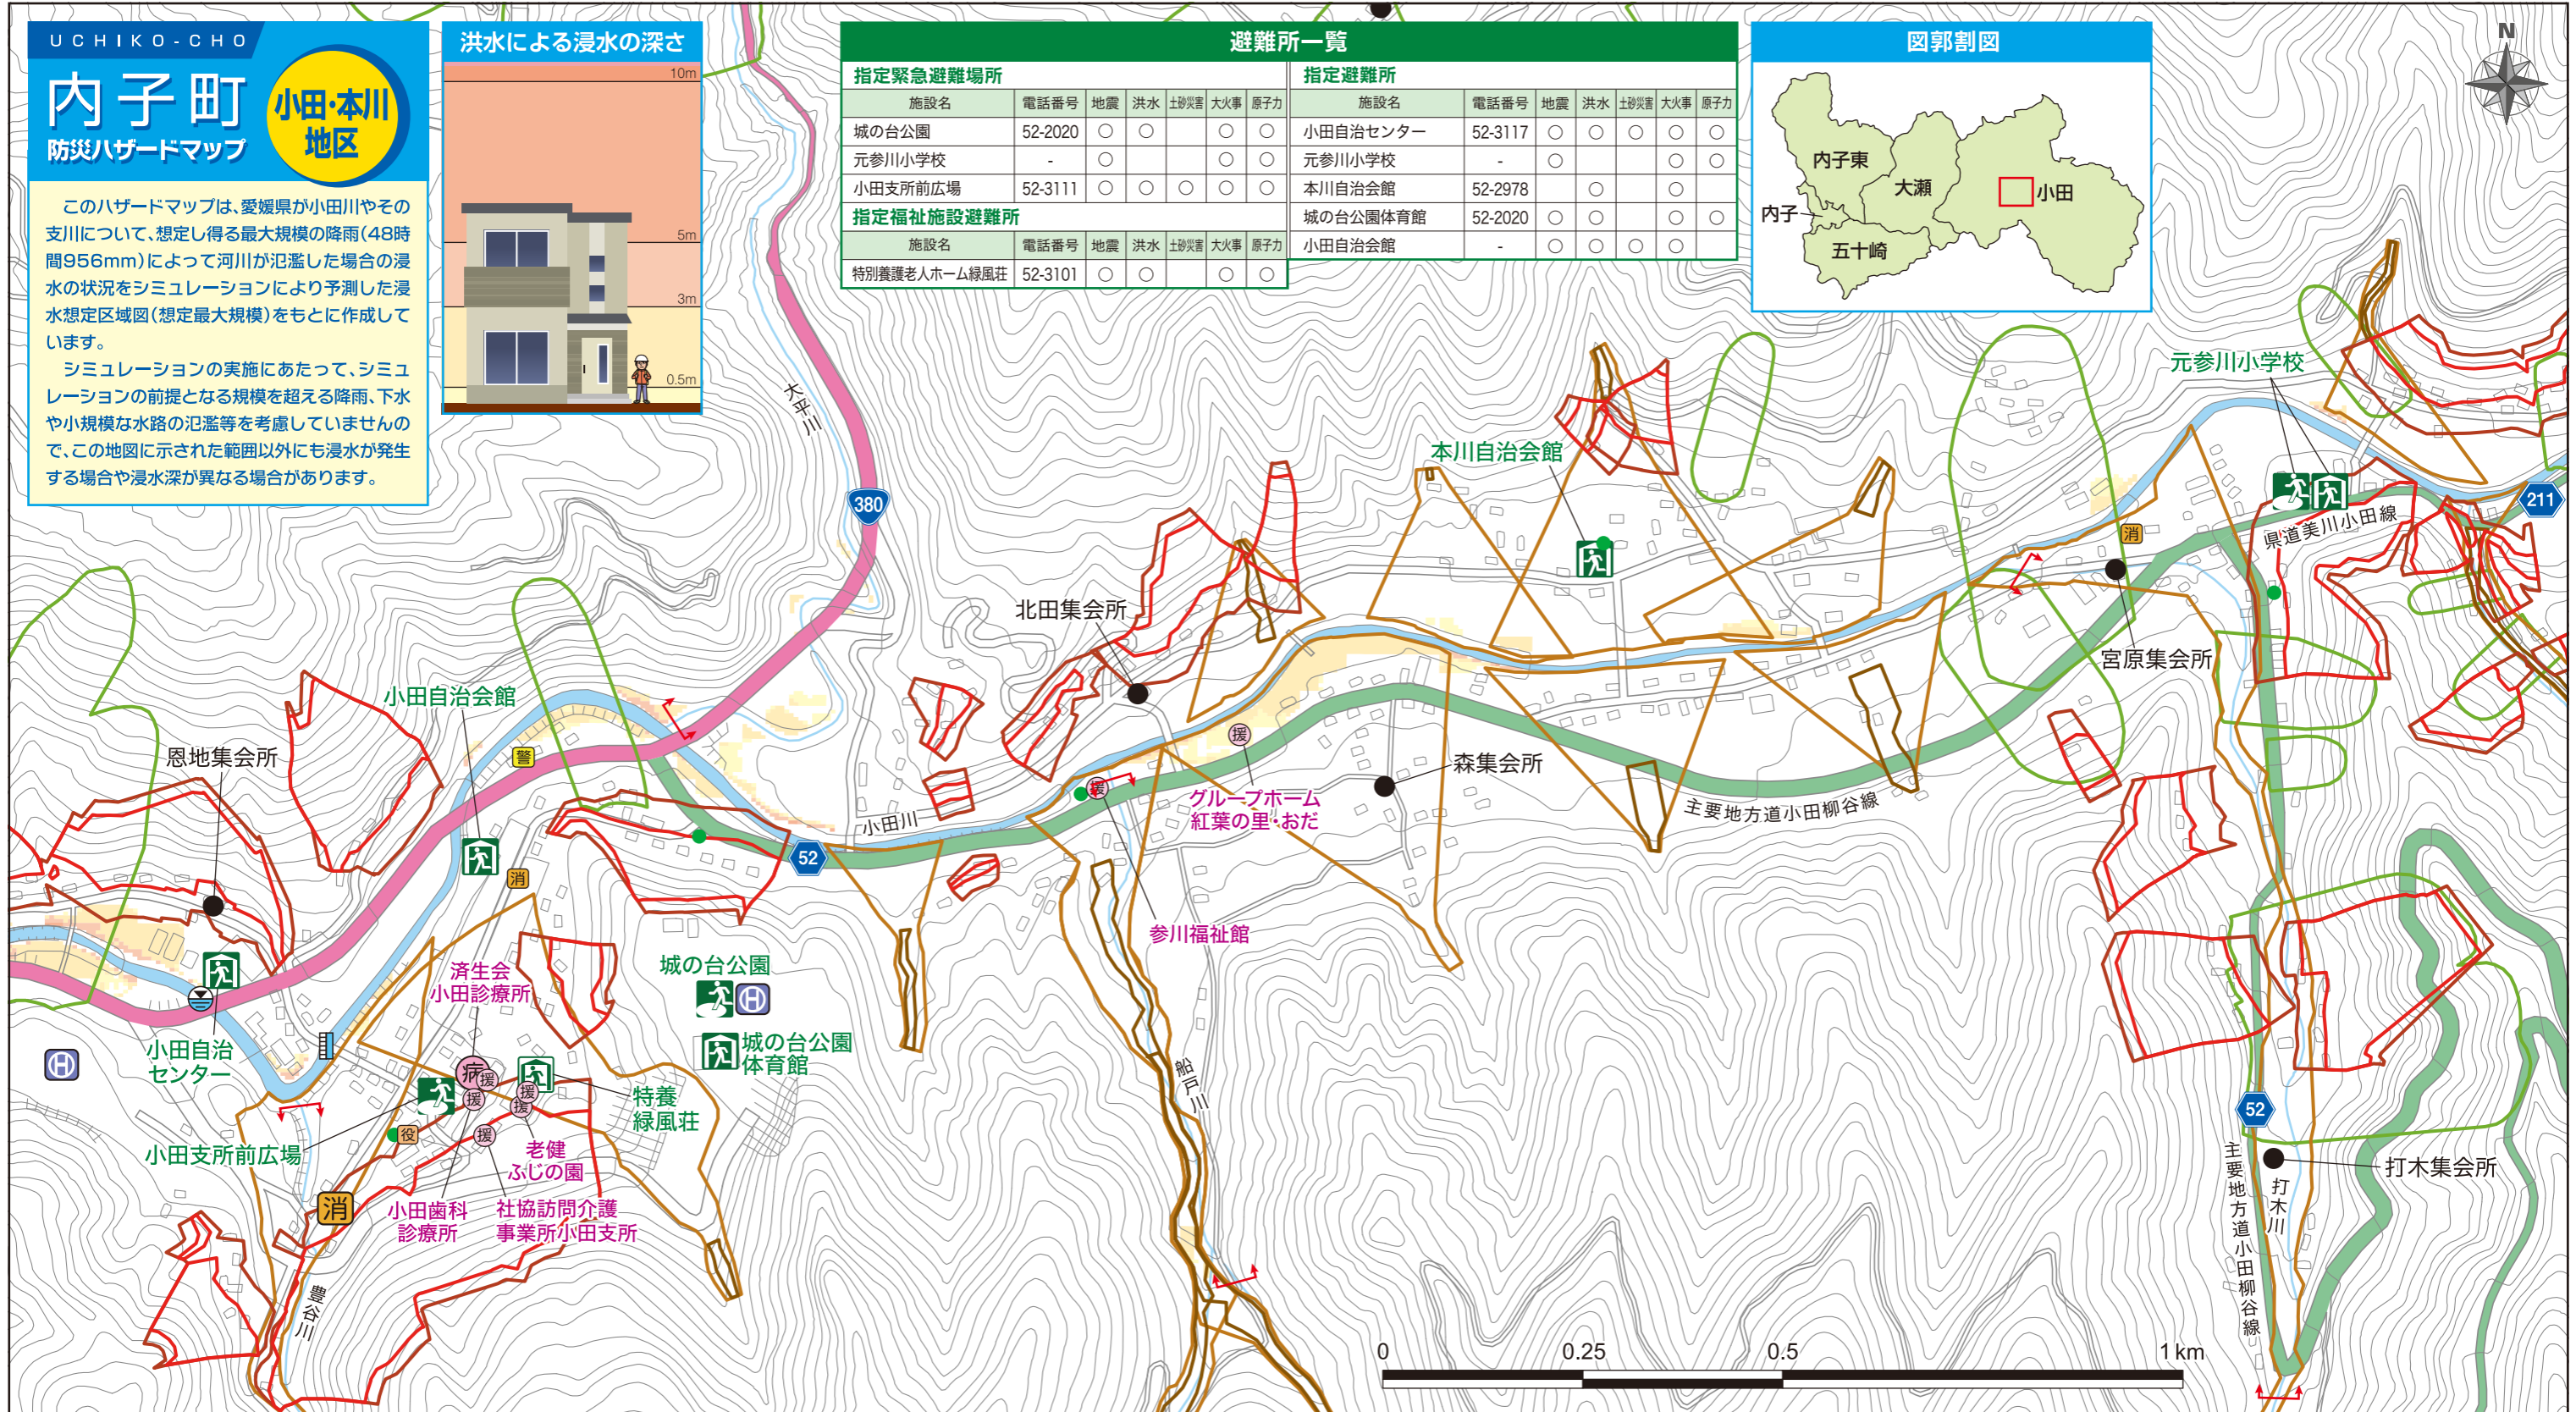 UCHIKO-CHO
内子町
防災ハザードマップ
小田・本川
地区
このハザードマップは、愛媛県が小田川やその
支川について、想定し得る最大規模の降雨(48時
間956mm)によって河川が氾濫した場合の浸
水の状況をシミュレーションにより予測した浸
水想定区域図(想定最大規模)をもとに作成して
います。
シミュレーションの実施にあたって、シミュ
レーションの前提となる規模を超える降雨、下水
や小規模な水路の氾濫等を考慮していませんの
で、この地図に示された範囲以外にも浸水が発生
する場合や浸水深が異なる場合があります。
洪水による浸水の深さ
10m
5m
3m
0.5m
避難所一覧
指定緊急避難場所
施設名 電話番号 地震 洪水 土砂災害 大火事 原子力
城の台公園 52-2020 ○ ○ ○ ○
元参川小学校 - ○ ○ ○
小田支所前広場 52-3111 ○ ○ ○ ○ ○
指定福祉施設避難所
施設名 電話番号 地震 洪水 土砂災害 大火事 原子力
特別養護老人ホーム緑風荘 52-3101 ○ ○ ○ ○
指定避難所
施設名 電話番号 地震 洪水 土砂災害 大火事 原子力
小田自治センター 52-3117 ○ ○ ○ ○ ○
元参川小学校 - ○ ○ ○
本川自治会館 52-2978 ○ ○
城の台公園体育館 52-2020 ○ ○ ○ ○
小田自治会館 - ○ ○ ○ ○
図郭割図
内子東
大瀬
小田
内子
五十崎
N
元参川小学校
大平川
本川自治会館
380
211
県道美川小田線
消
北田集会所
宮原集会所
小田自治会館
恩地集会所
警
援
森集会所
援
グループホーム
紅葉の里・おだ
主要地方道小田柳谷線
小田川
52
消
参川福祉館
済生会
小田診療所
城の台公園
H
城の台公園
体育館
小田自治
センター
H
病
援
援
援
援
援
役
特養
緑風荘
船戸川
52
小田支所前広場
老健
ふじの園
消
小田歯科
診療所
社協訪問介護
事業所小田支所
主要地方道小田柳谷線
打木川
打木集会所
豊谷川
0 0.25 0.5 1km